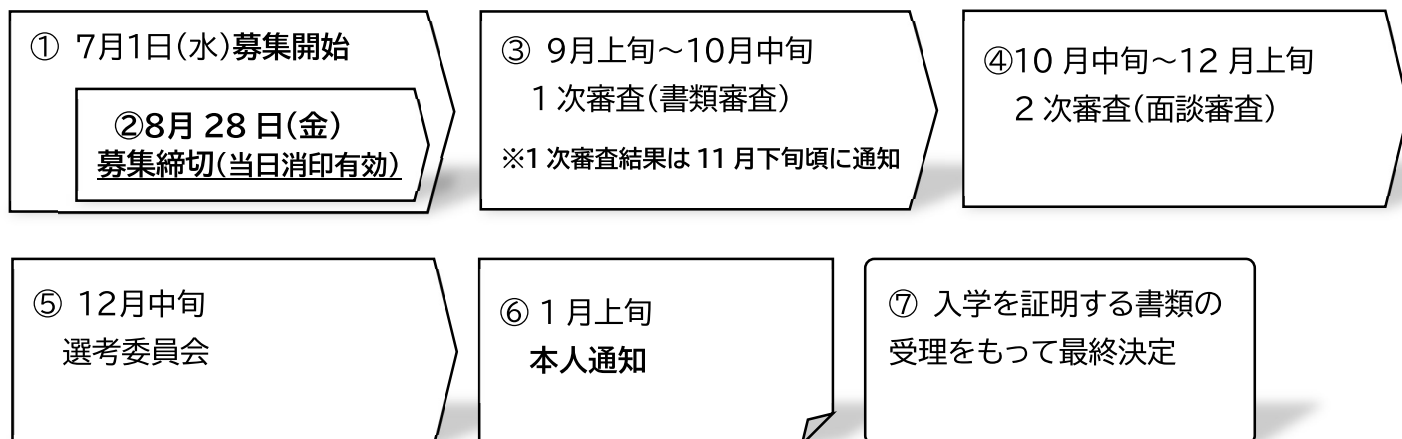 ① 7月1日(水)募集開始
②8月 28 日(金)
募集締切(当日消印有効)
③ 9月上旬～10月中旬
1 次審査(書類審査)
※1 次審査結果は 11 月下旬頃に通知
④10 月中旬～12 月上旬
2 次審査(面談審査)
⑤ 12月中旬
選考委員会
⑥ 1 月上旬
本人通知
⑦ 入学を証明する書類の
受理をもって最終決定